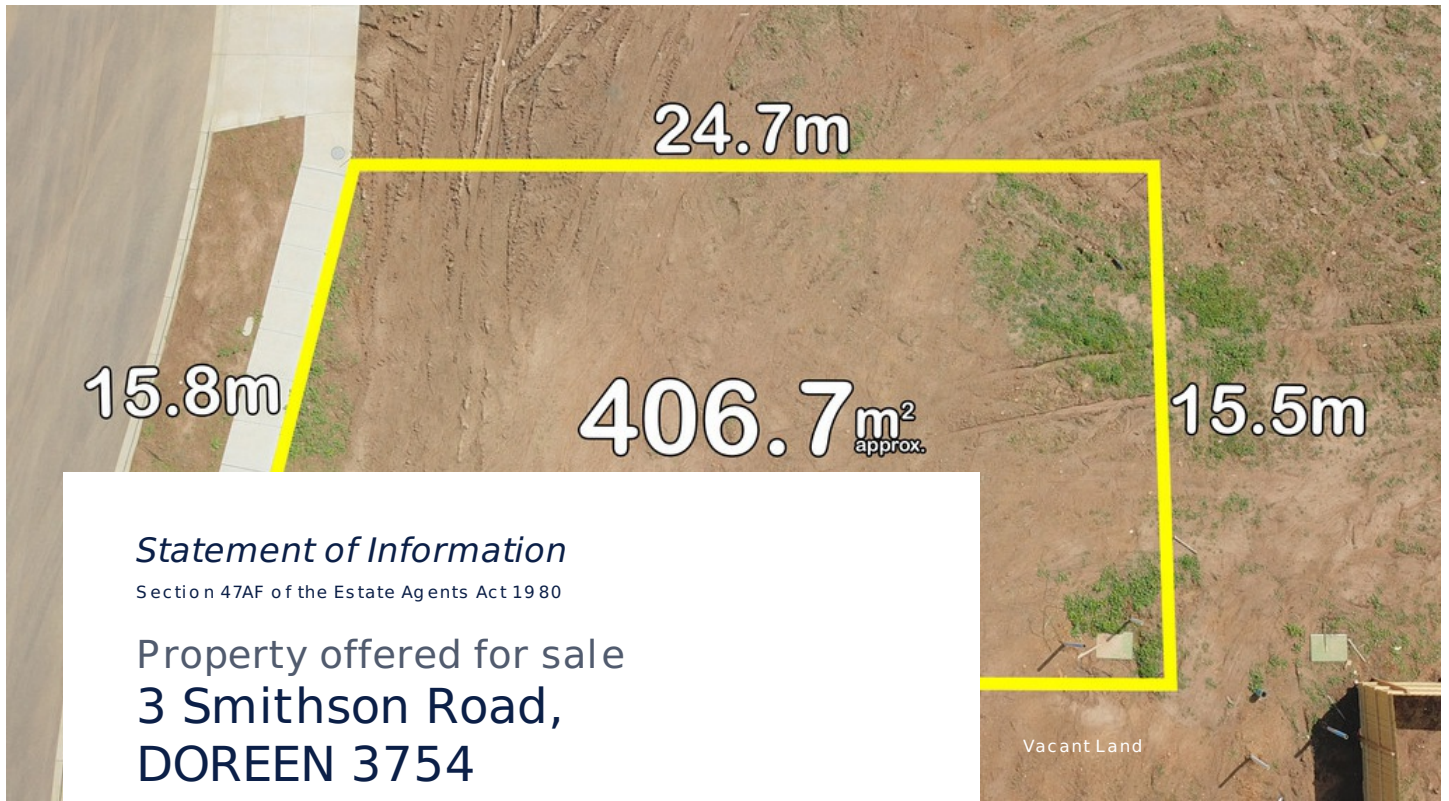 24.7m
15.8m
406.7m²
approx.
15.5m
Statement of Information
Section 47AF of the Estate Agents Act 1980
Property offered for sale
3 Smithson Road,
DOREEN 3754
Vacant Land